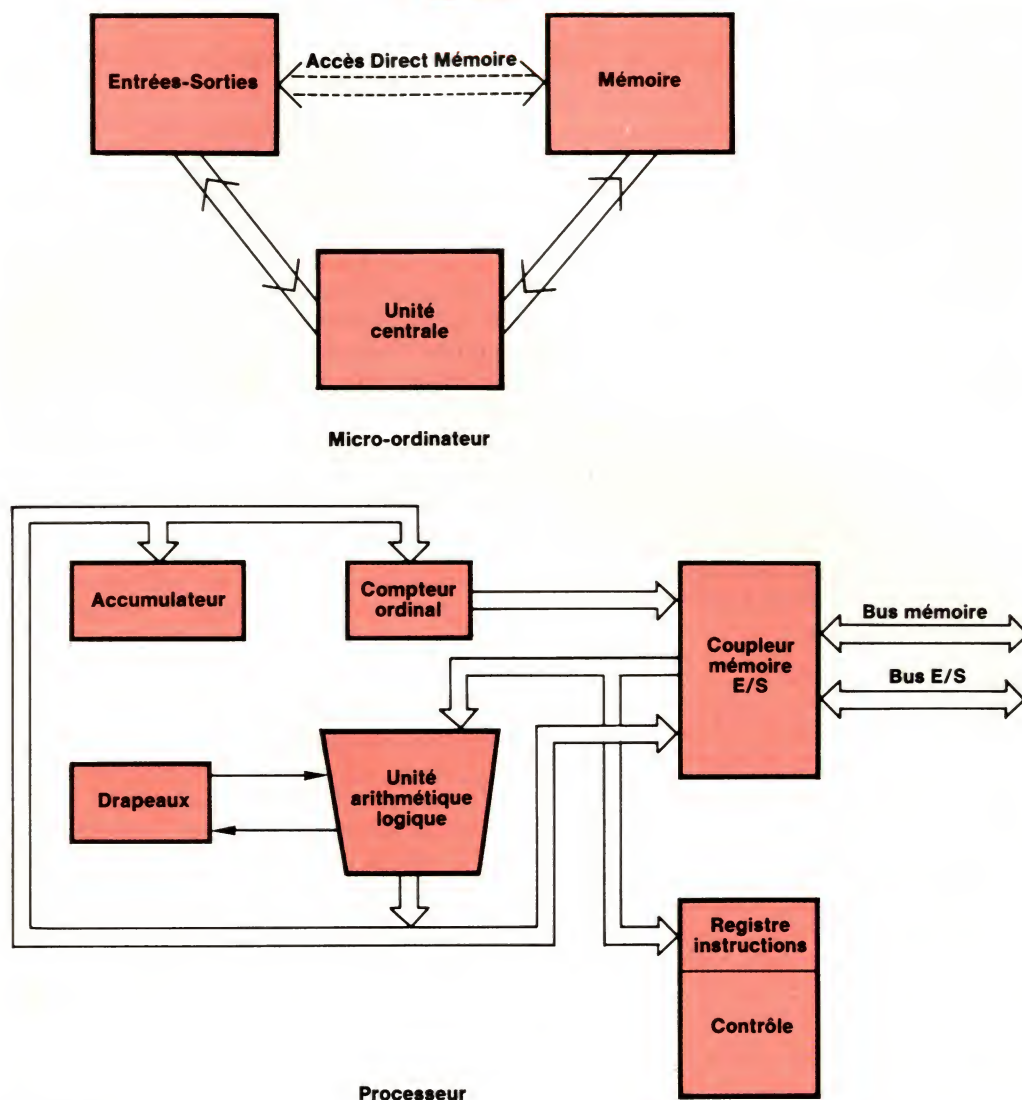 Accès Direct Mémoire
Entrées-Sorties
Mémoire
Unité
centrale
Micro-ordinateur
Accumulateur
Compteur
ordinal
Coupleur
mémoire
E/S
Bus mémoire
Bus E/S
Drapeaux
Unité
arithmétique
logique
Registre
instructions
Contrôle
Processeur